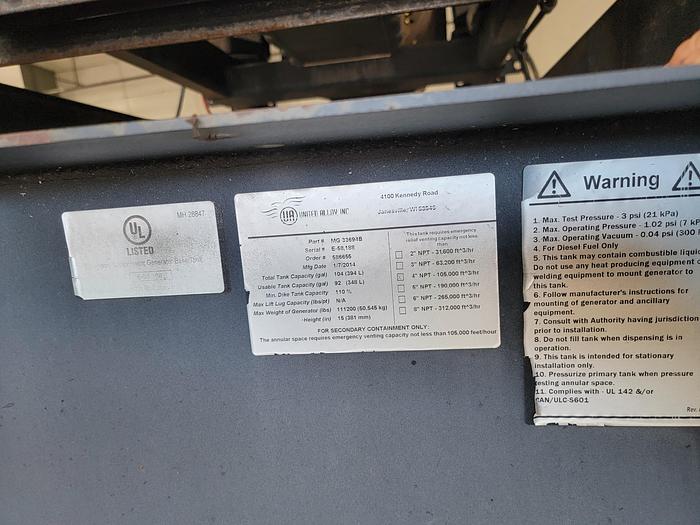 UL
MH 28847
LISTED
UA UNITED ALLOY INC
4100 Kennedy Road
Janesville, WI 53545
Part # MG 33694B
Serial # E-58,188
Order # 586655
Mfg Date 1/7/2014
Total Tank Capacity (gal) 104 (394 L)
Usable Tank Capacity (gal) 92 (348 L)
Min. Dike Tank Capacity 110 %
Max Lift Lug Capacity (lbs/pt) N/A
Max Weight of Generator (lbs) 111200 (50,545 kg)
Height (in) 15 (381 mm)
This tank requires emergency
relief venting capacity not less
than:
2" NPT - 31,600 ft^3/hr
3" NPT - 63,200 ft^3/hr
4" NPT - 105,000 ft^3/hr
5" NPT - 190,000 ft^3/hr
6" NPT - 265,000 ft^3/hr
8" NPT - 312,000 ft^3/hr
FOR SECONDARY CONTAINMENT ONLY:
The annular space requires emergency venting capacity not less than 105,000 feet/hour
Warning
1. Max. Test Pressure - 3 psi (21 kPa)
2. Max. Operating Pressure - 1.02 psi (7 kP
3. Max. Operating Vacuum - 0.04 psi (300
4. For Diesel Fuel Only
5. This tank may contain combustible liquid
Do not use any heat producing equipment o
welding equipment to mount generator to
this tank.
6. Follow manufacturer's instructions for
mounting of generator and ancillary
equipment.
7. Consult with Authority having jurisdiction
prior to installation.
8. Do not fill tank when dispensing is in
operation.
9. This tank is intended for stationary
installation only.
10. Pressurize primary tank when pressure
testing annular space.
11. Complies with - UL 142 &/or
CAN/ULC-S601
Rev.